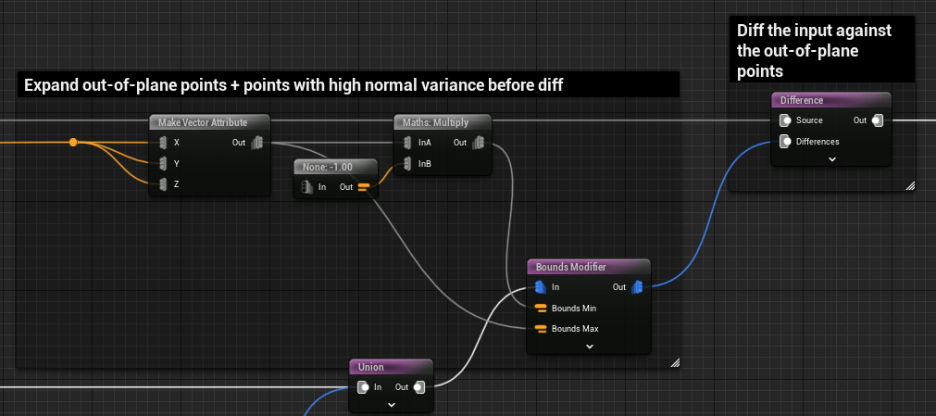 Diff the input against
the out-of-plane
points
Expand out-of-plane points + points with high normal variance before diff
Difference
Source Out
Differences
Make Vector Attribute
X Out
Y
Z
Maths: Multiply
InA Out
InB
None: -1.00
In Out
Bounds Modifier
In Out
Bounds Min
Bounds Max
Union
In Out